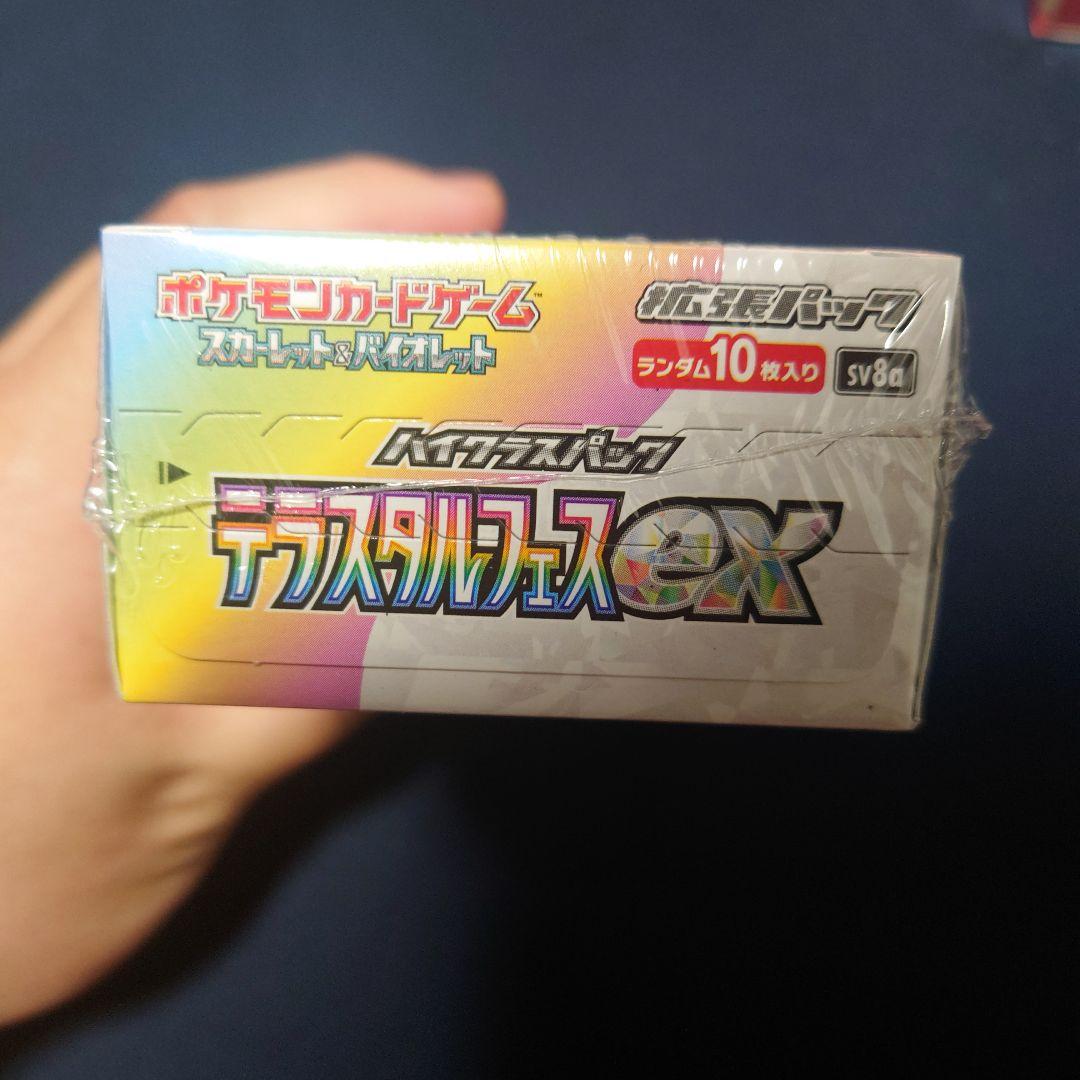 ポケモンカードゲーム™
スカーレット&バイオレット
拡張パック
ランダム10枚入り
sv8a
ハイクラスパック
テラスタルフェスex